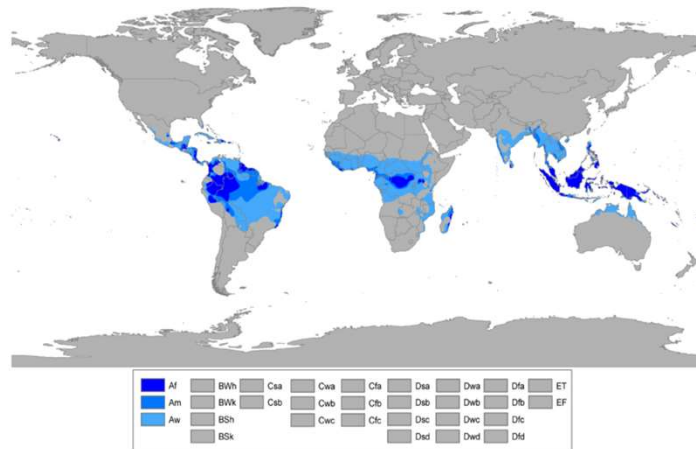 Af BWh Csa Cwa Cfa Dsa Dwa Dfa ET
Am BWk Csb Cwb Cfb Dsb Dwb Dfb EF
Aw BSh Cwc Cfc Dsc Dwc Dfc
BSk Dsd Dwd Dfd